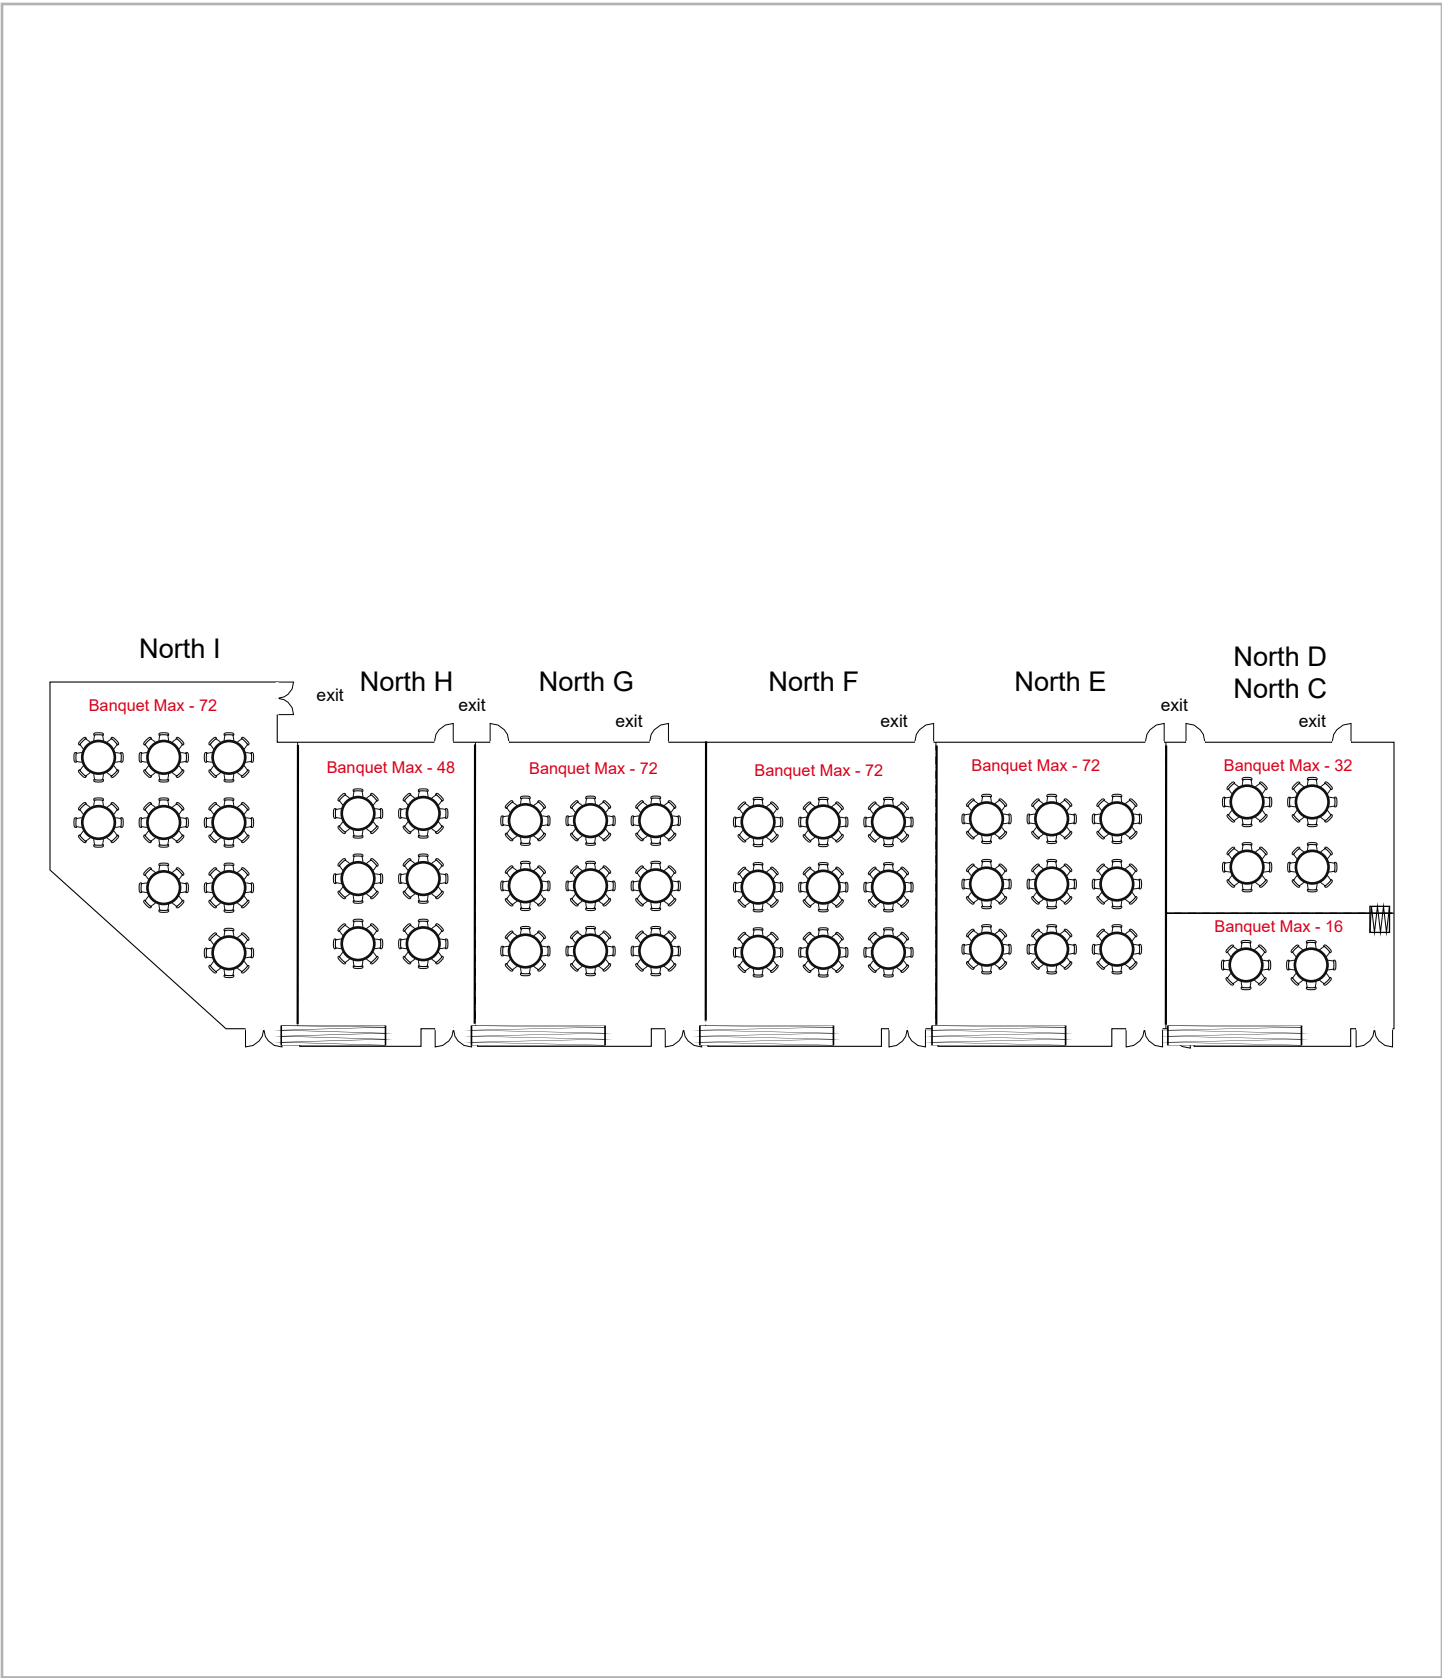 North I
North H
North G
North F
North E
North D
North C
exit
exit
exit
exit
exit
exit
Banquet Max - 72
Banquet Max - 48
Banquet Max - 72
Banquet Max - 72
Banquet Max - 72
Banquet Max - 32
Banquet Max - 16